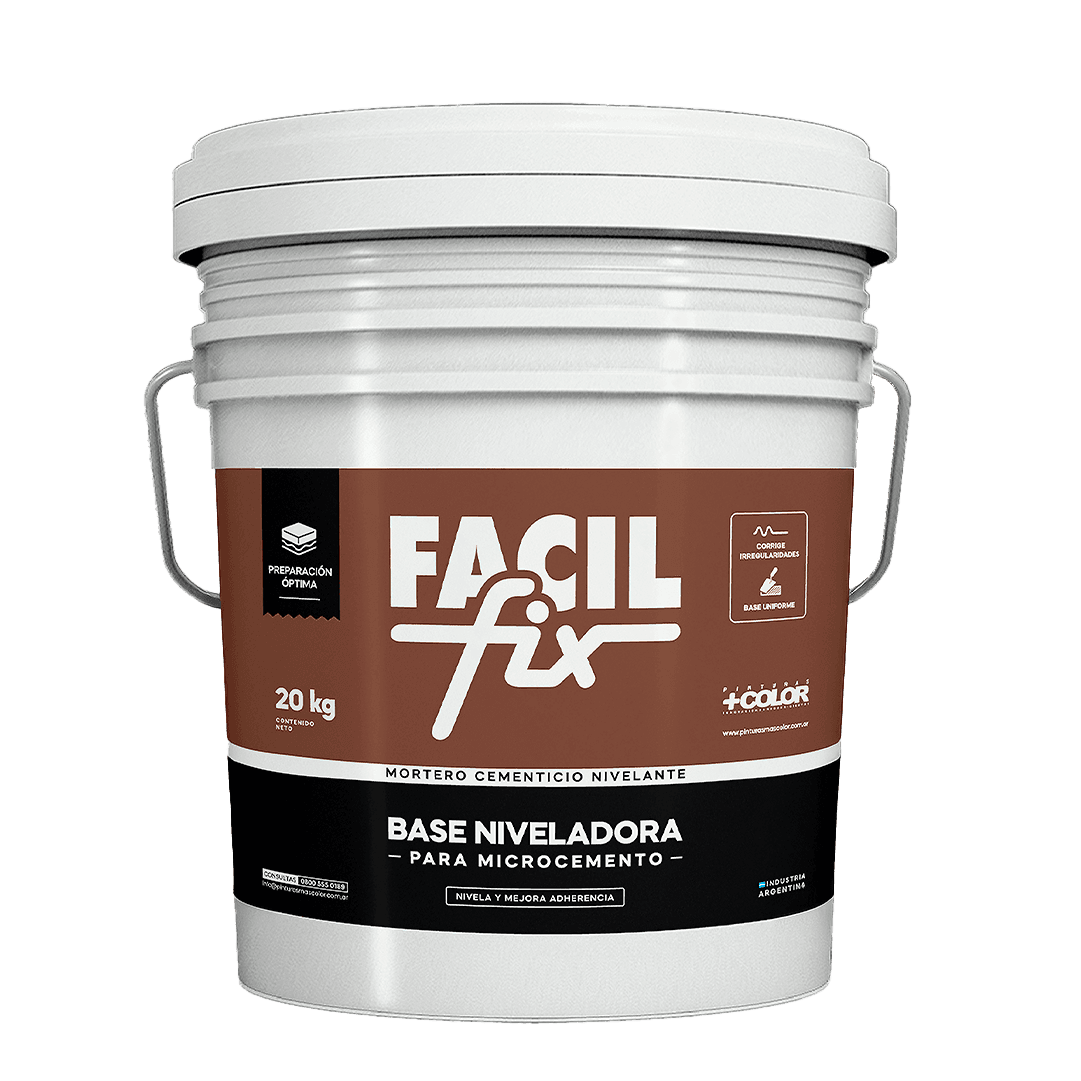 PREPARACIÓN
ÓPTIMA
FACIL
fix
CORRIGE
IRREGULARIDADES
BASE UNIFORME
20 kg
CONTENIDO
NETO
PINTURAS
+COLOR
www.pinturasmascolor.com.ar
MORTERO CEMENTICIO NIVELANTE
BASE NIVELADORA
– PARA MICROCEMENTO –
NIVELA Y MEJORA ADHERENCIA
CONSULTAS 0800 555 0189
info@pinturasmascolor.com.ar
INDUSTRIA
ARGENTINA